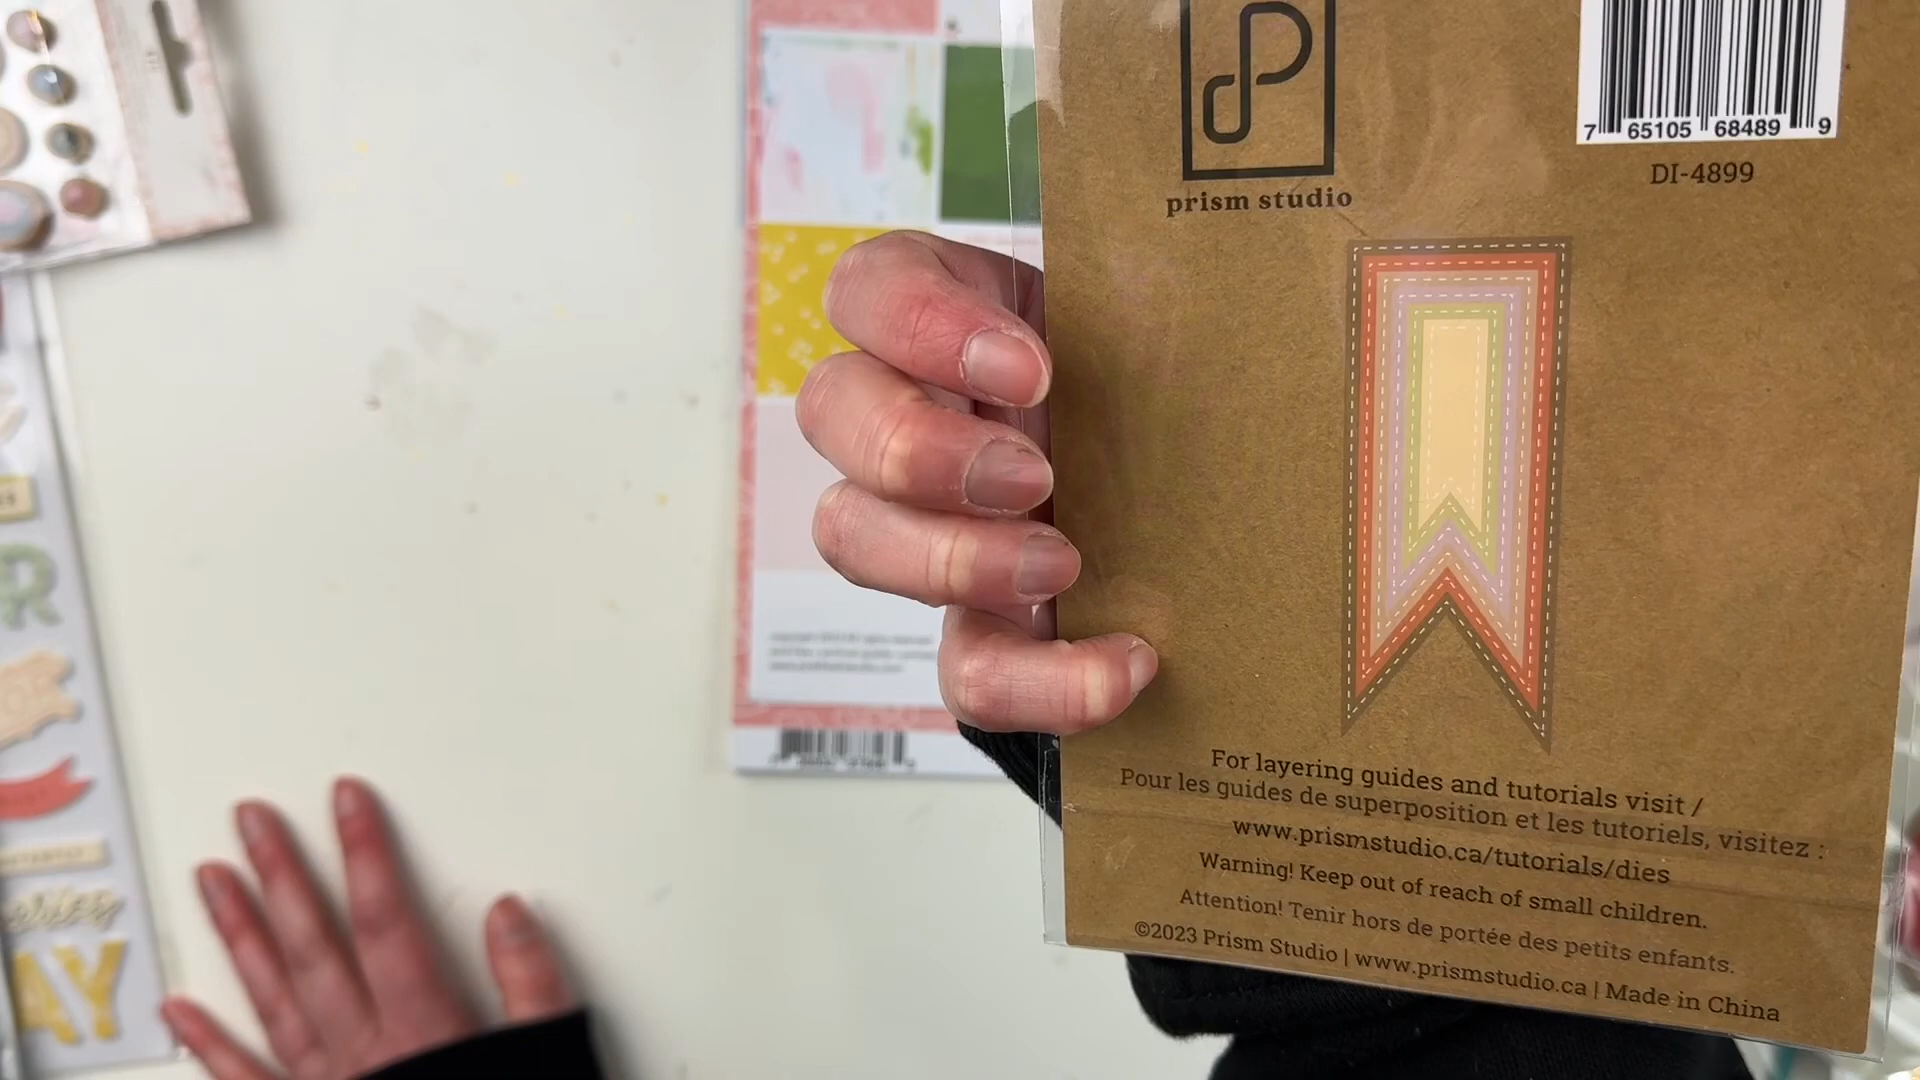 prism studio
7 65105 68489 9
DI-4899
For layering guides and tutorials visit /
Pour les guides de superposition et les tutoriels, visitez :
www.prismstudio.ca/tutorials/dies
Warning! Keep out of reach of small children.
Attention! Tenir hors de portée des petits enfants.
©2023 Prism Studio | www.prismstudio.ca | Made in China
R
AY